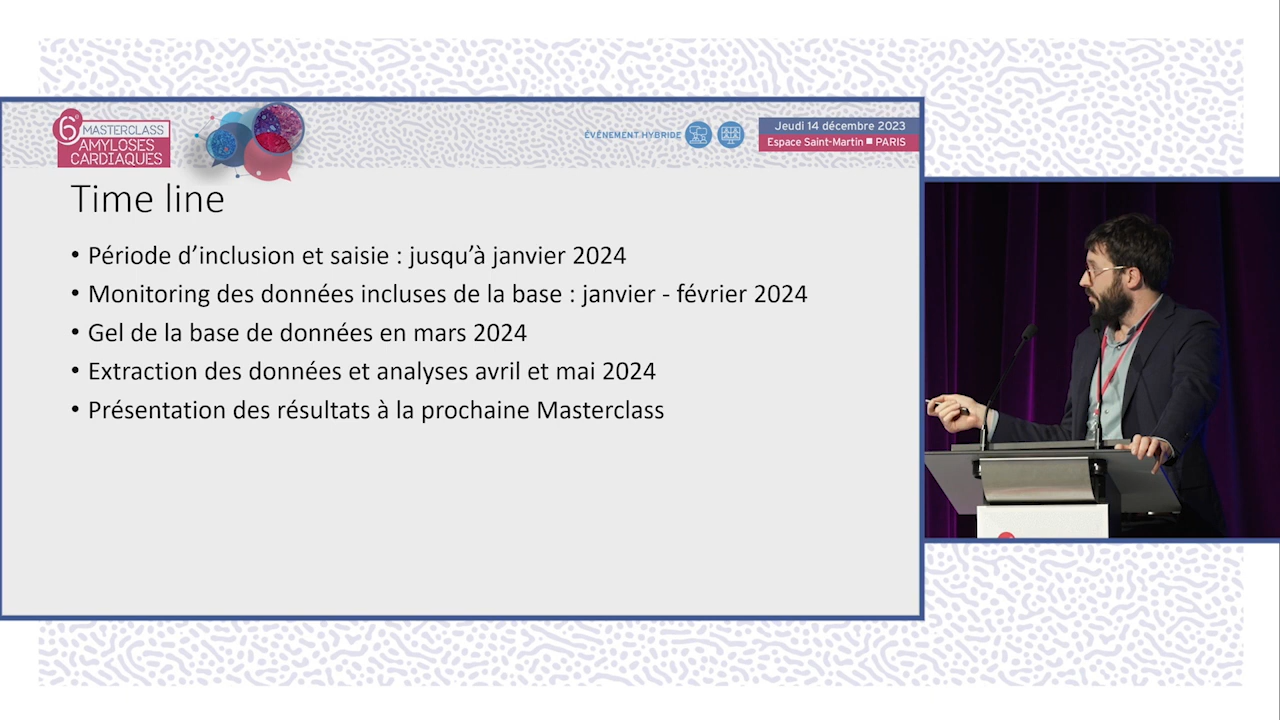 6e
MASTERCLASS
AMYLOSES
CARDIAQUES
ÉVÉNEMENT HYBRIDE
Jeudi 14 décembre 2023
Espace Saint-Martin ■ PARIS
Time line
• Période d’inclusion et saisie : jusqu’à janvier 2024
• Monitoring des données incluses de la base : janvier - février 2024
• Gel de la base de données en mars 2024
• Extraction des données et analyses avril et mai 2024
• Présentation des résultats à la prochaine Masterclass